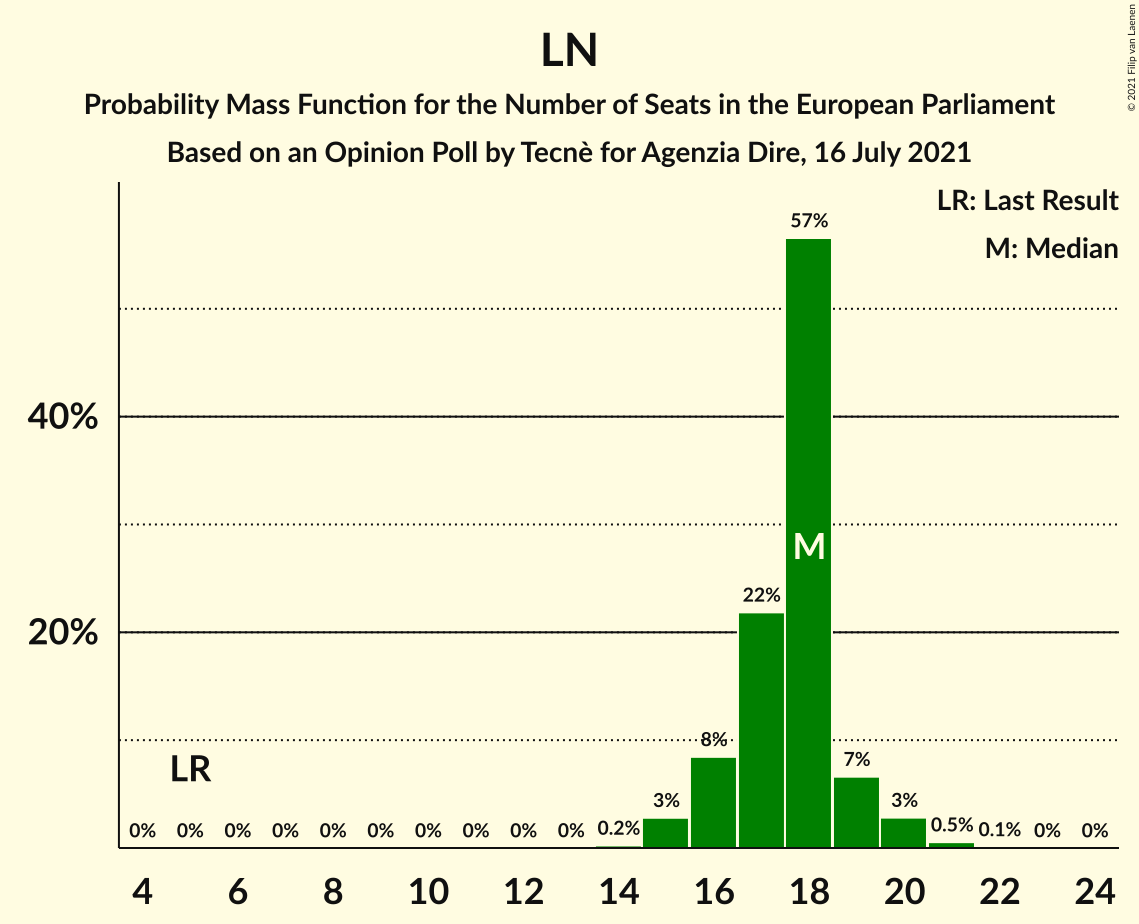 LN
Probability Mass Function for the Number of Seats in the European Parliament
Based on an Opinion Poll by Tecnè for Agenzia Dire, 16 July 2021
© 2021 Filip van Laenen
LR: Last Result
M: Median
57%
40%
M
22%
20%
8%
7%
LR
3%
3%
0% 0% 0% 0% 0% 0% 0% 0% 0% 0% 0.2% 0.5% 0.1% 0% 0%
4 6 8 10 12 14 16 18 20 22 24